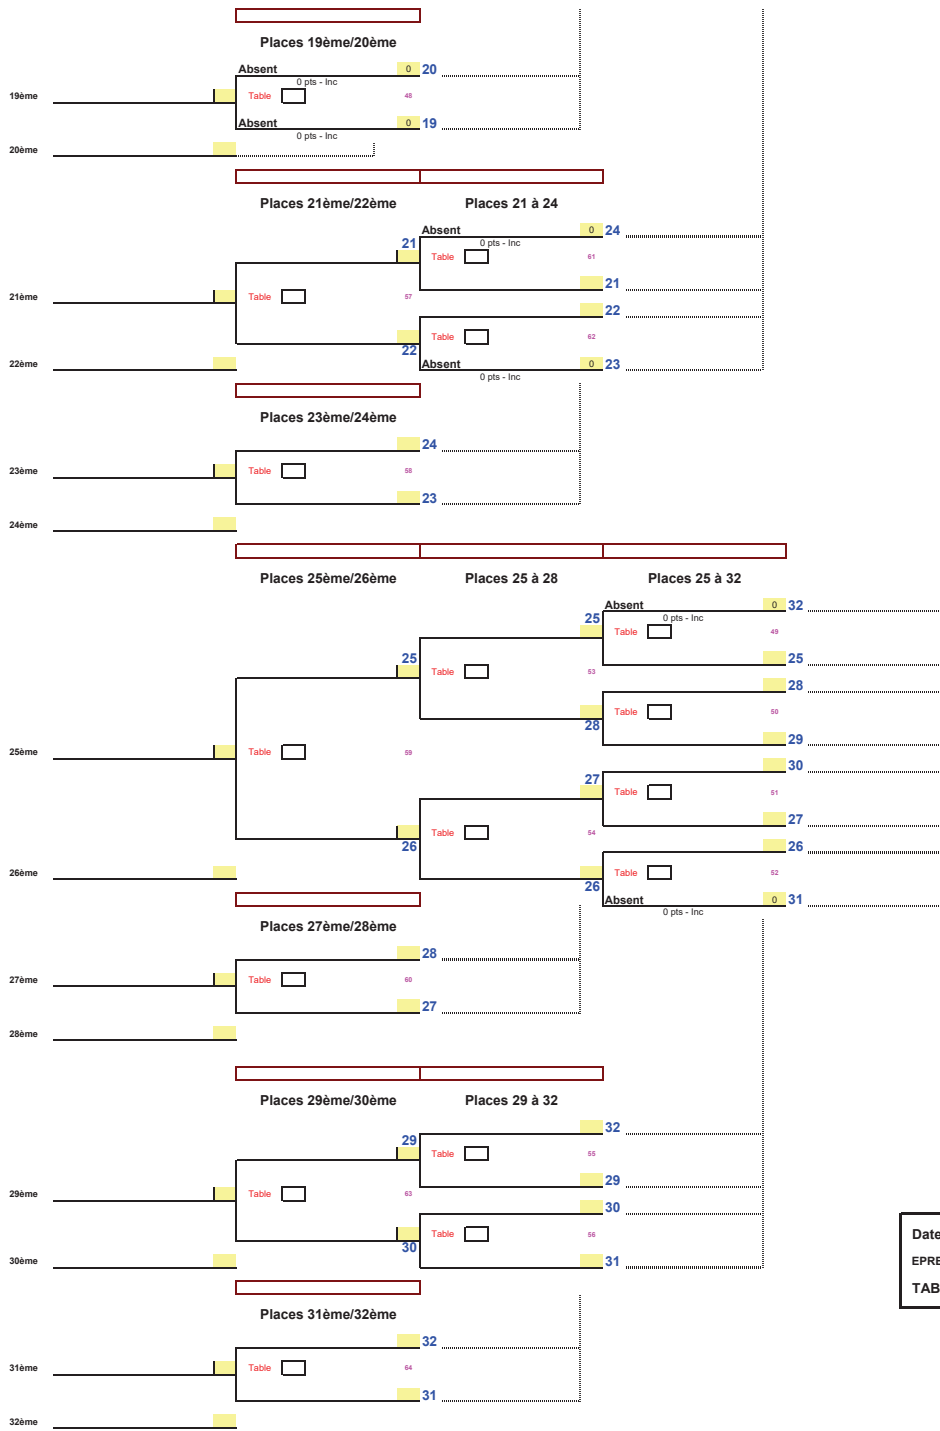 Places 19ème/20ème
Absent 0 20
0 pts - Inc
19ème Table 48
Absent 0 19
0 pts - Inc
20ème
Places 21ème/22ème Places 21 à 24
Absent 0 24
21 0 pts - Inc
Table 61
21
21ème Table 57
22
Table 62
22
22ème Absent 0 23
0 pts - Inc
Places 23ème/24ème
24
23ème Table 58
23
24ème
Places 25ème/26ème Places 25 à 28 Places 25 à 32
Absent 0 32
25 0 pts - Inc
Table 49
25 25
Table 53
28
Table 50
28
29
25ème Table 59
30
27
Table 51
27
Table 54
26 26
26ème Table 52
26
Absent 0 31
0 pts - Inc
Places 27ème/28ème
28
27ème Table 60
27
28ème
Places 29ème/30ème Places 29 à 32
32
29
Table 55
29
29ème Table 63
30
Table 56
30
30ème 31
Date
EPRE
TAB
Places 31ème/32ème
32
31ème Table 64
31
32ème